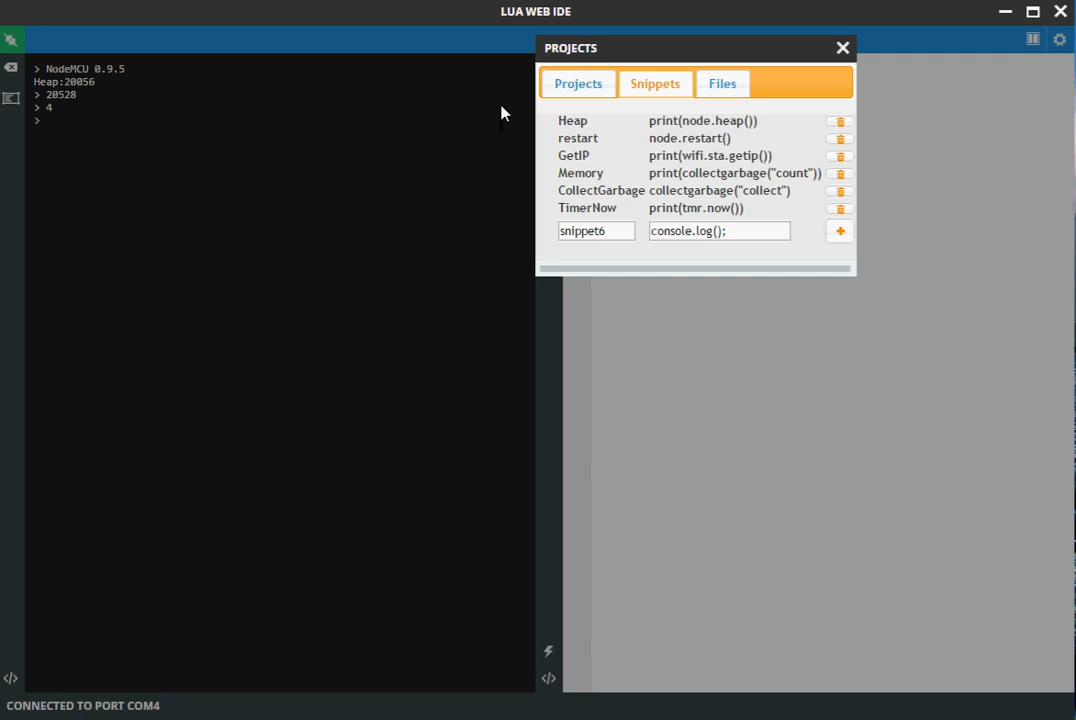 LUA WEB IDE
> NodeMCU 0.9.5
Heap:20056
> 20528
> 4
>
PROJECTS
Projects Snippets Files
Heap print(node.heap())
restart node.restart()
GetIP print(wifi.sta.getip())
Memory print(collectgarbage("count"))
CollectGarbage collectgarbage("collect")
TimerNow print(tmr.now())
snippet6 console.log();
CONNECTED TO PORT COM4